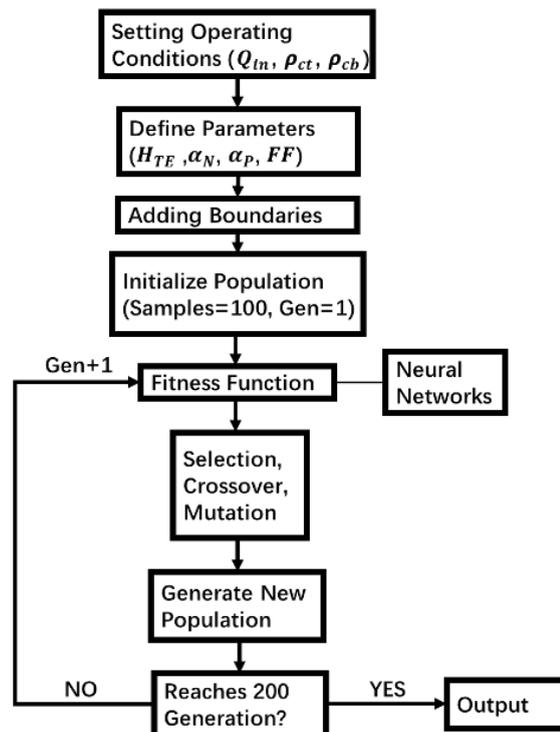 Setting Operating
Conditions (Q_in, ρ_ct, ρ_cb)
Define Parameters
(H_TE ,α_N, α_P, FF)
Adding Boundaries
Initialize Population
(Samples=100, Gen=1)
Gen+1
Fitness Function
Neural
Networks
Selection,
Crossover,
Mutation
Generate New
Population
NO
Reaches 200
Generation?
YES
Output